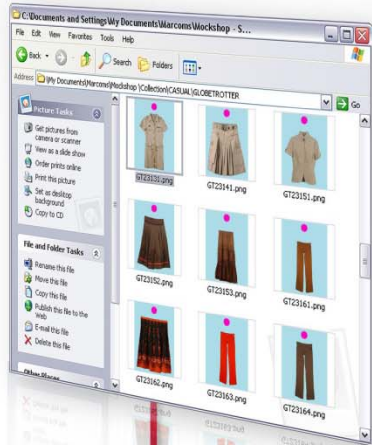 C:\Documents and Settings\My Documents\Marcoms\Mockshop - S...
File Edit View Favorites Tools Help
Back Search Folders
Address \My Documents\Marcoms\Mockshop \Collection\CASUAL\GLOBETROTTER Go
Picture Tasks
Get pictures from
camera or scanner
View as a slide show
Order prints online
Print this picture
Set as desktop
background
Copy to CD
File and Folder Tasks
Rename this file
Move this file
Copy this file
Publish this file to the
Web
E-mail this file
Delete this file
Other Places
GT23131.png
GT23141.png
GT23151.png
GT23152.png
GT23153.png
GT23161.png
GT23162.png
GT23163.png
GT23164.png